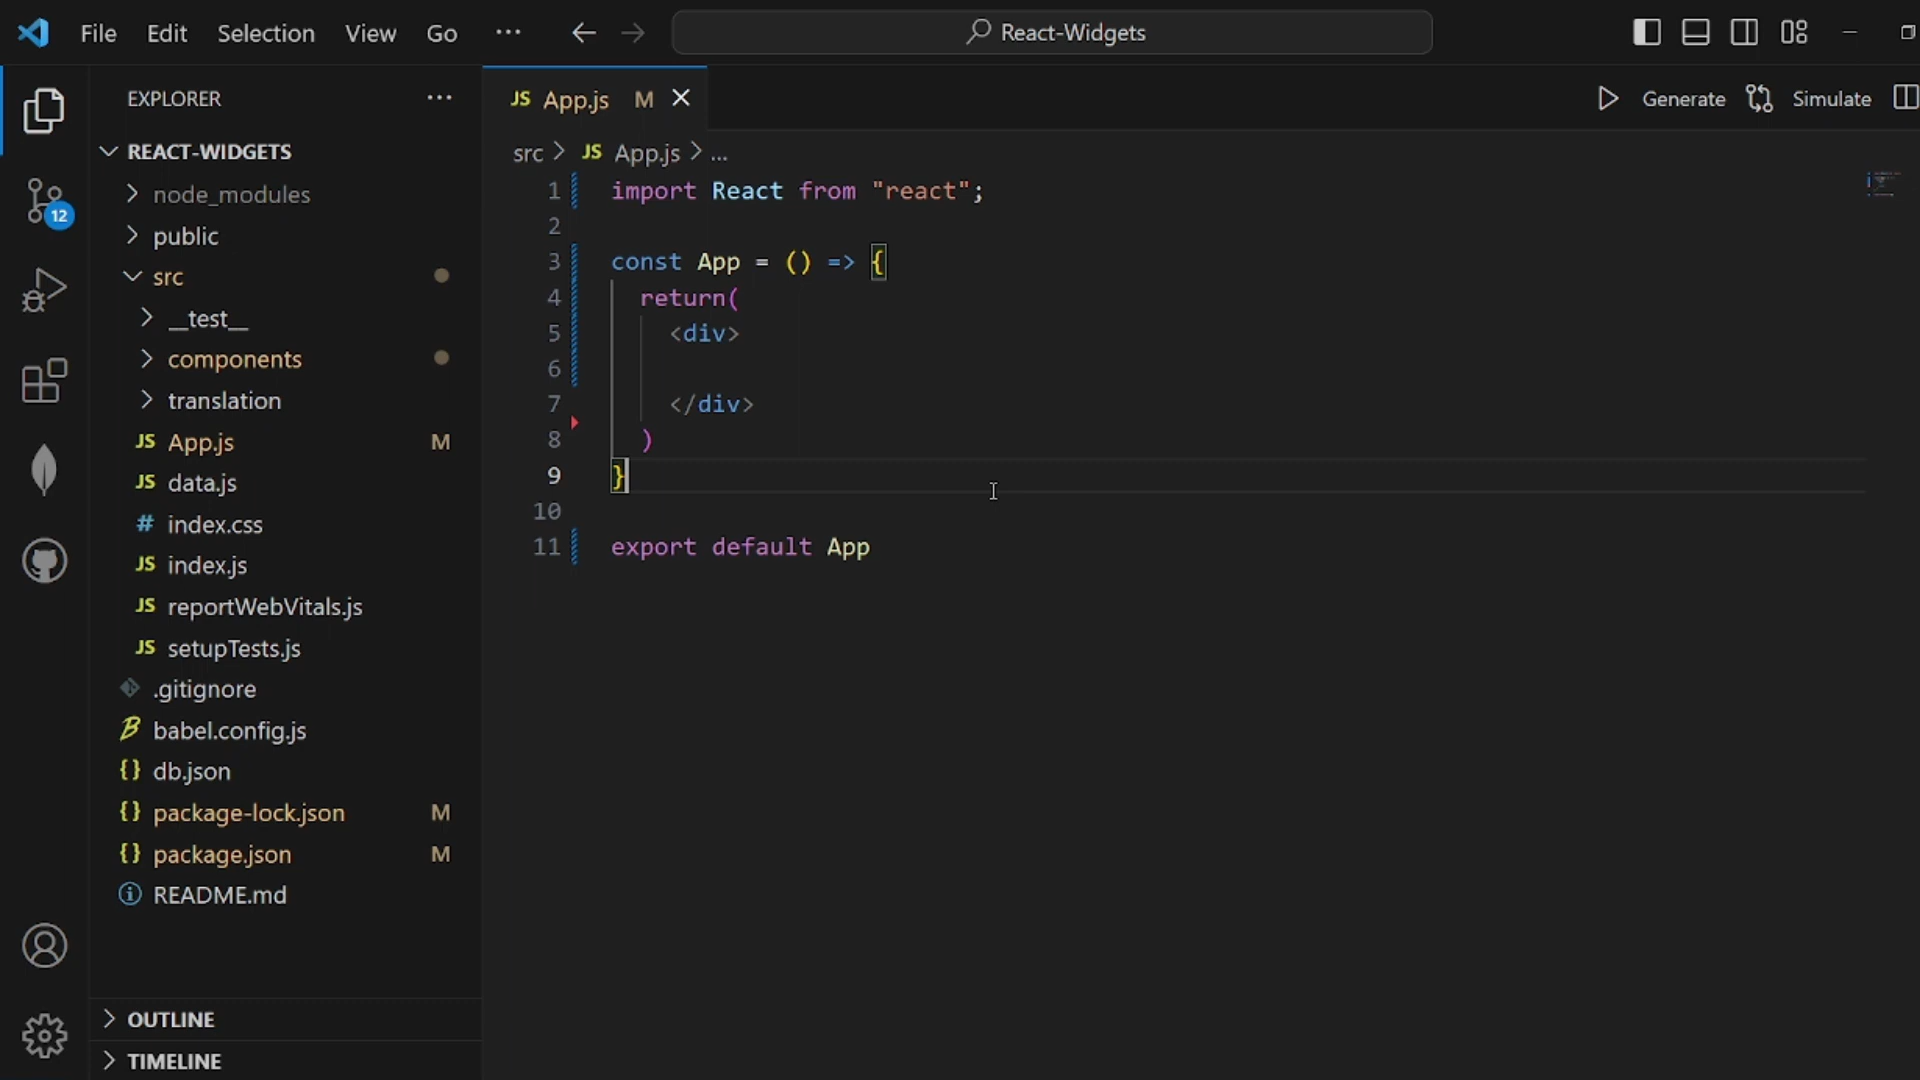 File Edit Selection View Go ... React-Widgets
EXPLORER ...
REACT-WIDGETS
node_modules
public
src
__test__
components
translation
JS App.js M
JS data.js
# index.css
JS index.js
JS reportWebVitals.js
JS setupTests.js
.gitignore
B babel.config.js
{} db.json
{} package-lock.json M
{} package.json M
README.md
OUTLINE
TIMELINE
12
JS App.js M
Generate Simulate
src > JS App.js > ...
1 import React from "react";
2
3 const App = () => {
4 return(
5 <div>
6
7 </div>
8 )
9 }
10
11 export default App